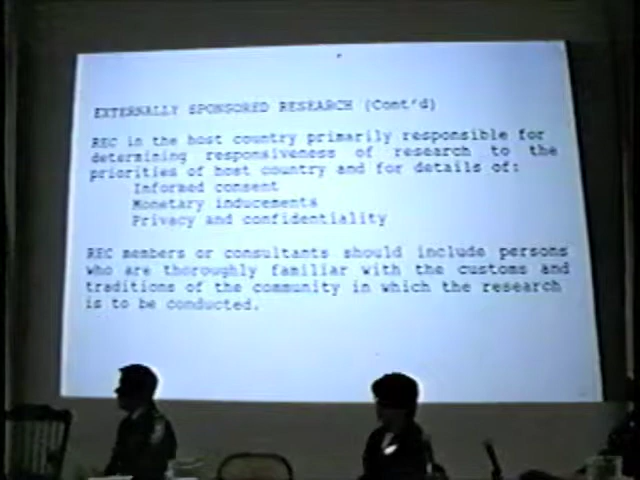 EXTERNALLY SPONSORED RESEARCH (Cont'd)
REC in the host country primarily responsible for
determining responsiveness of research to the
priorities of host country and for details of:
Informed consent
Monetary inducements
Privacy and confidentiality
REC members or consultants should include persons
who are thoroughly familiar with the customs and
traditions of the community in which the research
is to be conducted.